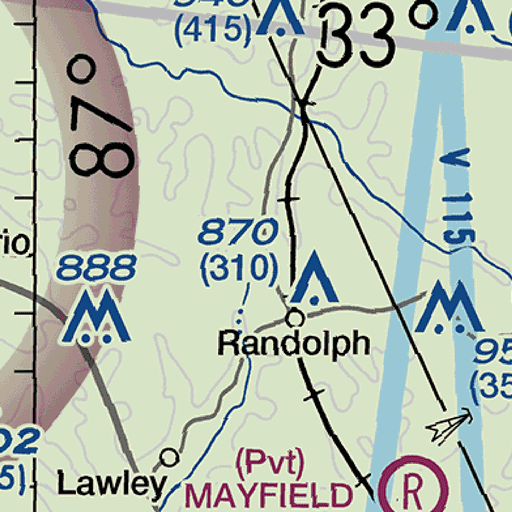 (415)
33°
87°
V 115
870
(310)
888
Randolph
Lawley
(Pvt)
MAYFIELD
R